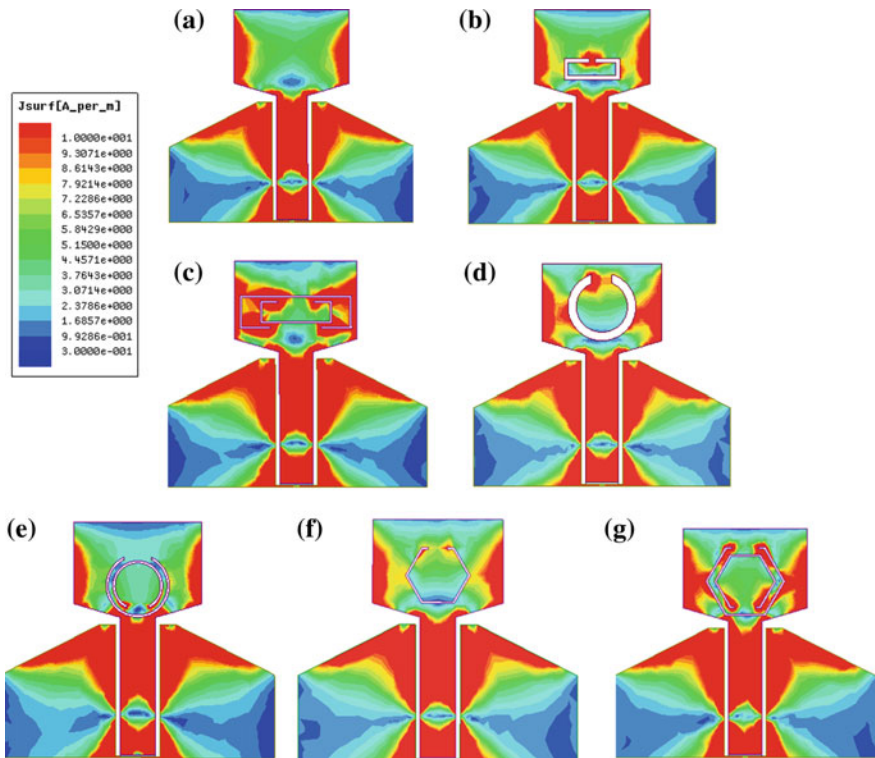 (a)
(b)
Jsurf[A_per_m]
1.0000e+001
9.3071e+000
8.6143e+000
7.9214e+000
7.2286e+000
6.5357e+000
5.8429e+000
5.1500e+000
4.4571e+000
3.7643e+000
3.0714e+000
2.3786e+000
1.6857e+000
9.9286e-001
3.0000e-001
(c)
(d)
(e)
(f)
(g)